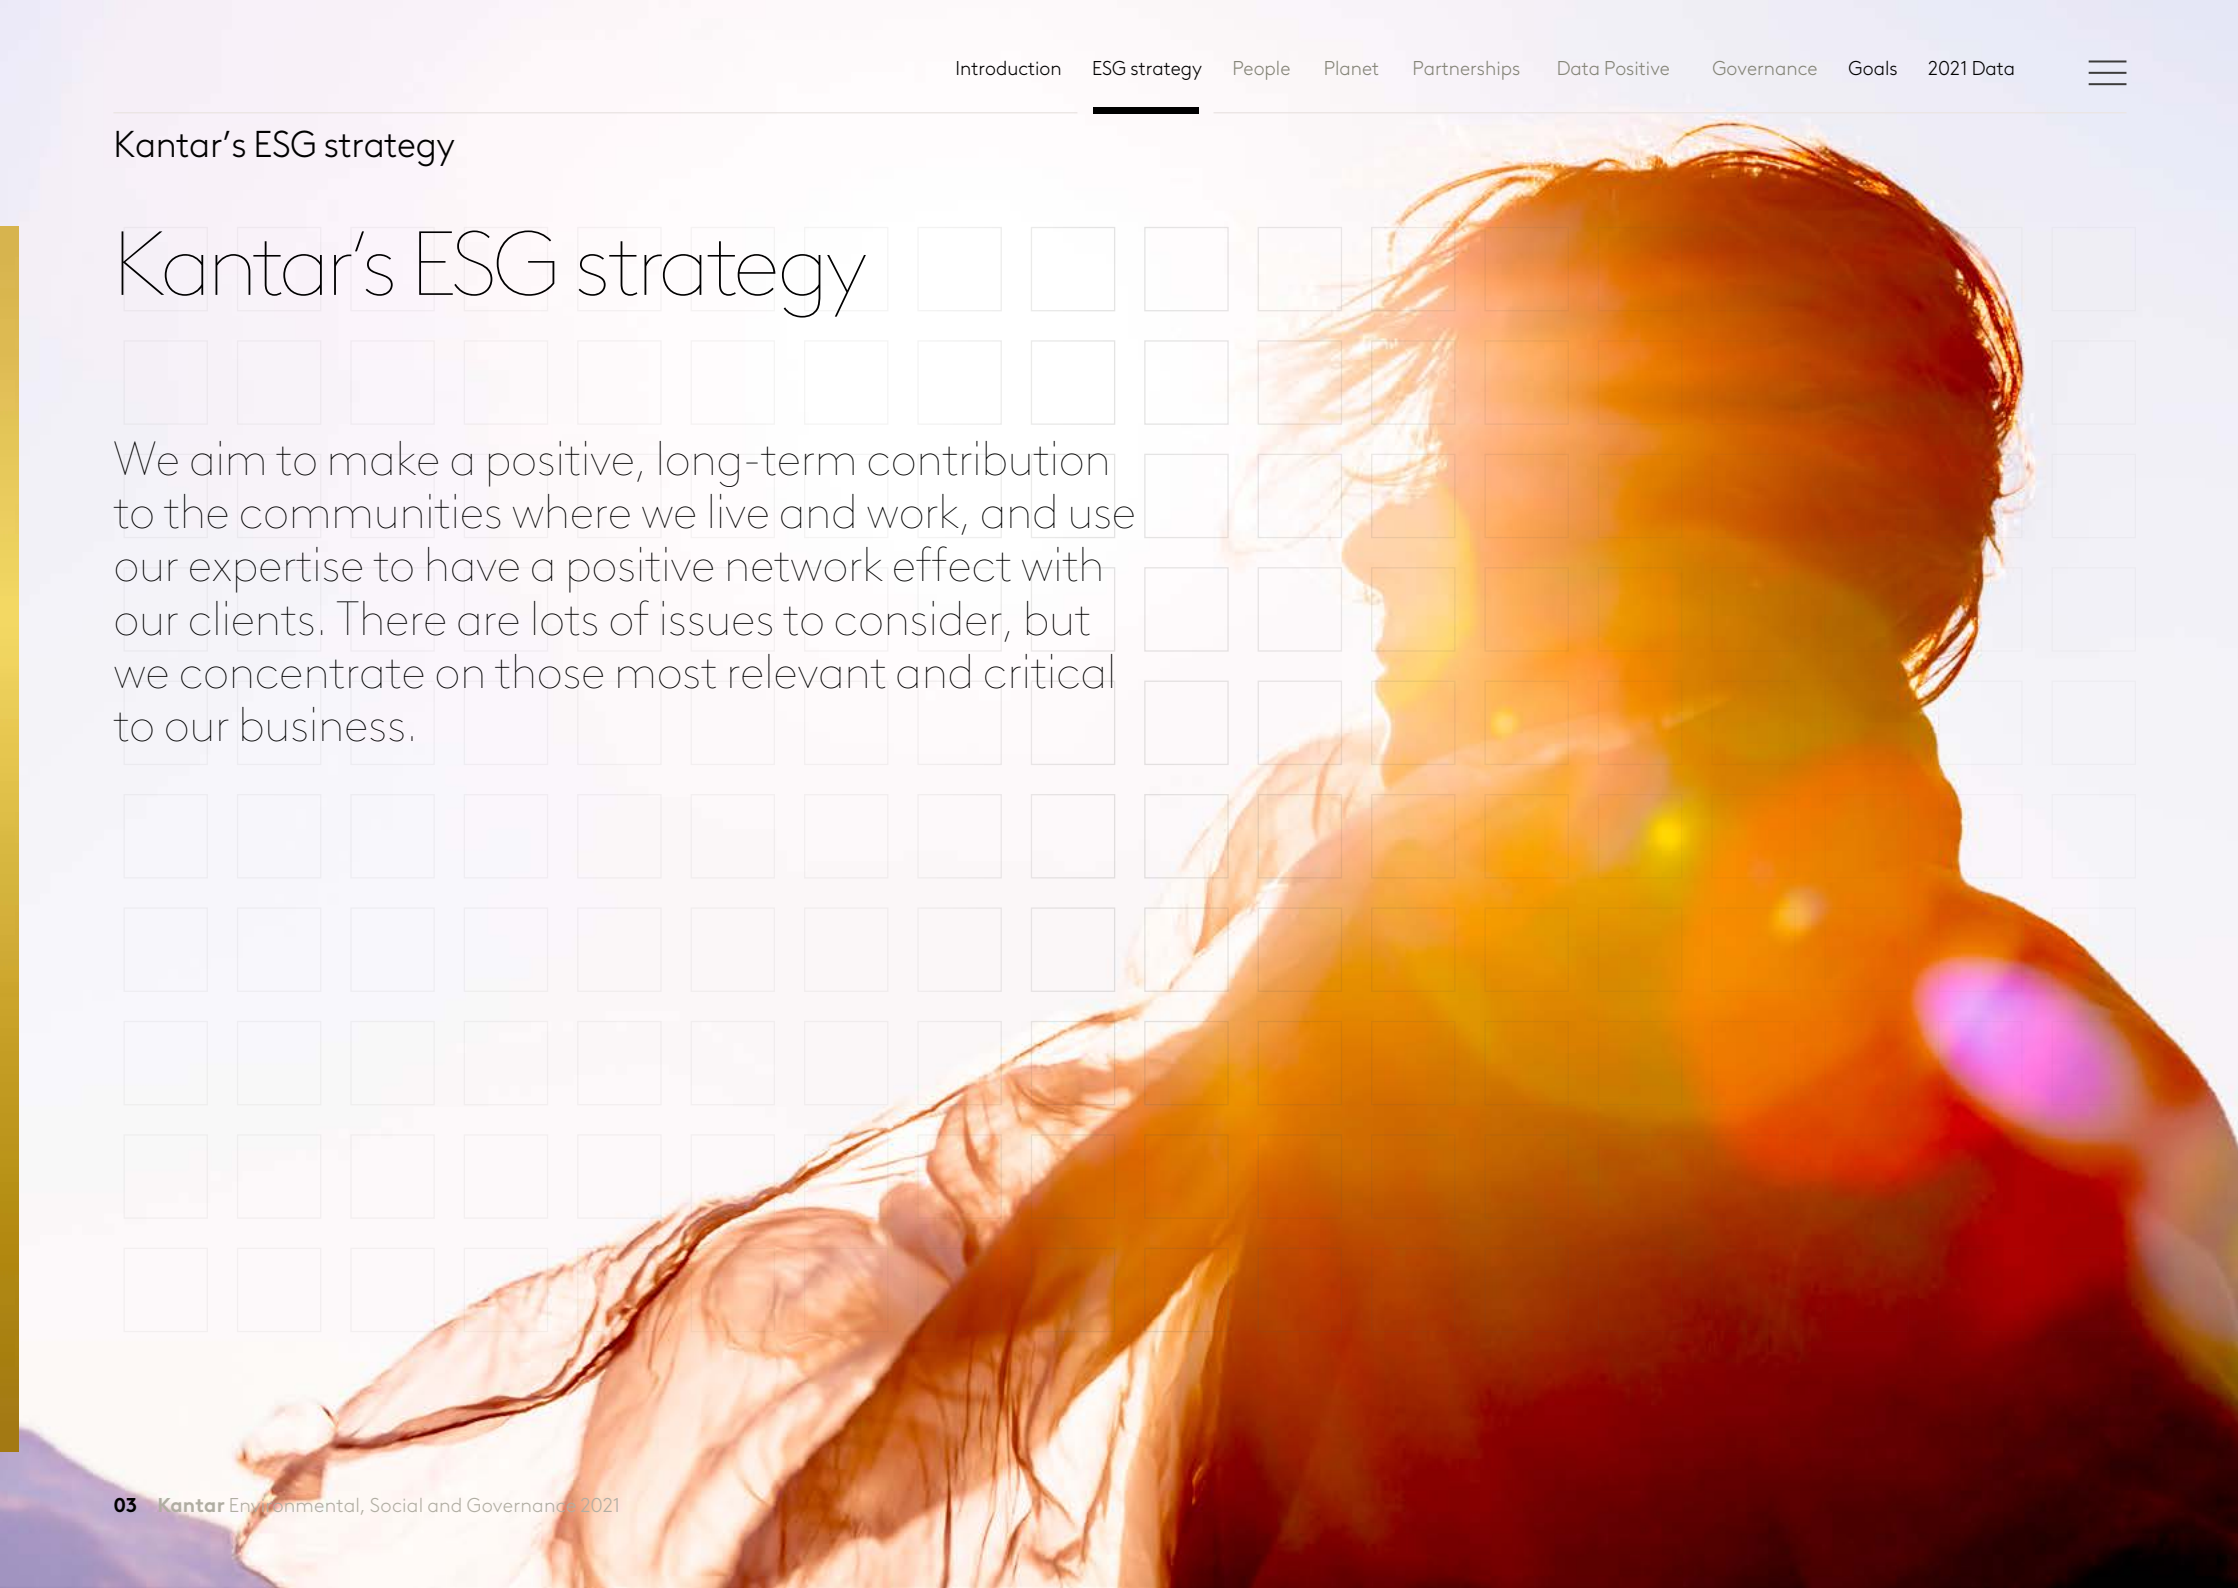 Introduction ESG strategy People Planet Partnerships Data Positive Governance Goals 2021 Data
Kantar’s ESG strategy
Kantar’s ESG strategy
We aim to make a positive, long-term contribution
to the communities where we live and work, and use
our expertise to have a positive network effect with
our clients. There are lots of issues to consider, but
we concentrate on those most relevant and critical
to our business.
03 Kantar Environmental, Social and Governance 2021